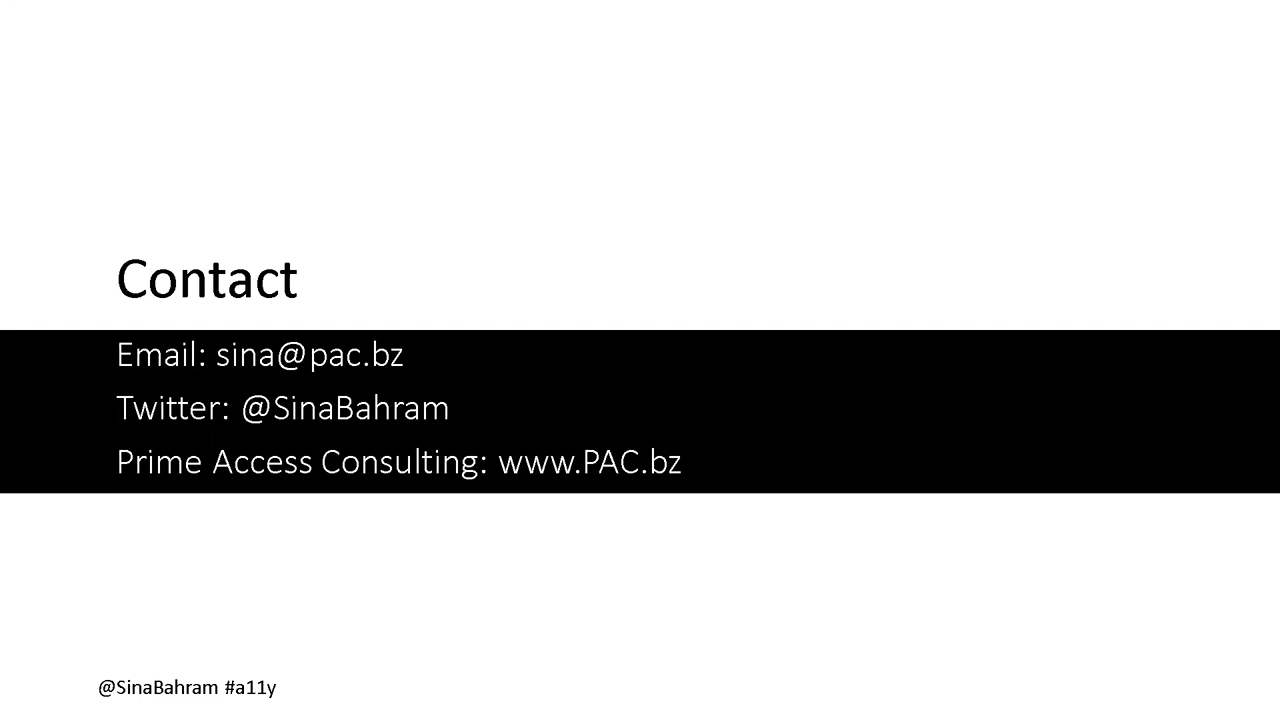 Contact
Email: sina@pac.bz
Twitter: @SinaBahram
Prime Access Consulting: www.PAC.bz
@SinaBahram #a11y